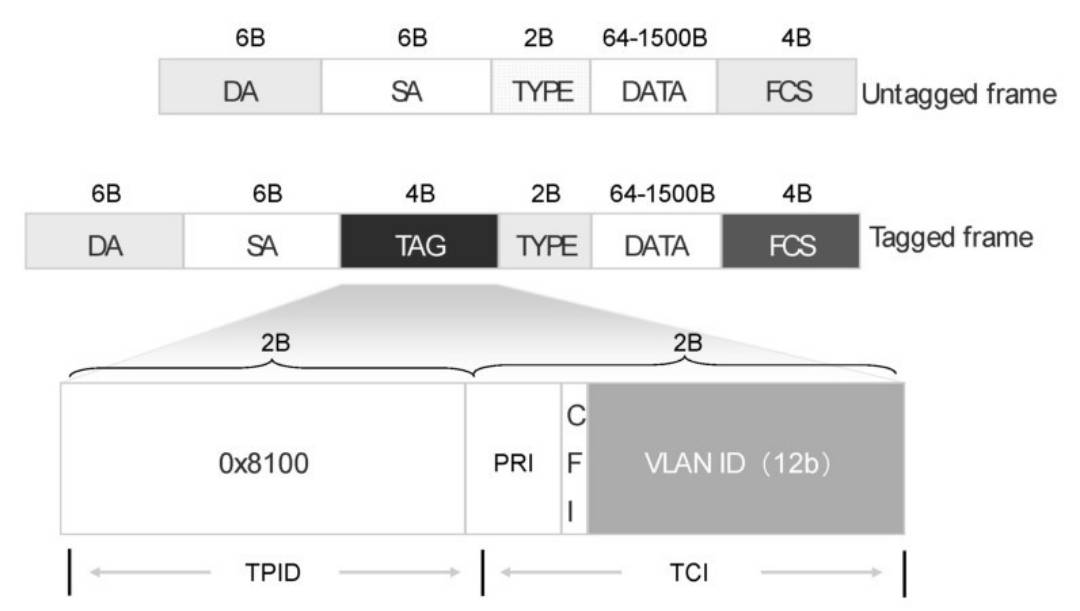 6B 6B 2B 64-1500B 4B
DA SA TYPE DATA FCS Untagged frame
6B 6B 4B 2B 64-1500B 4B
DA SA TAG TYPE DATA FCS Tagged frame
2B 2B
0x8100 PRI CFI VLAN ID（12b）
TPID TCI